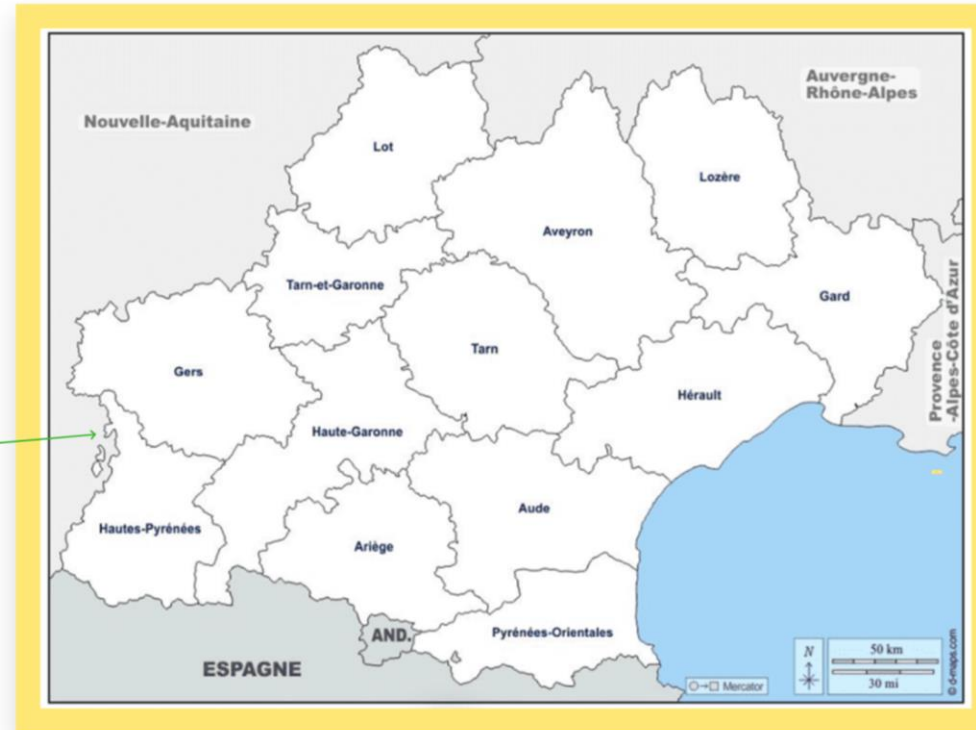 Auvergne-
Rhône-Alpes
Nouvelle-Aquitaine
Lot
Lozère
Aveyron
Tarn-et-Garonne
Gard
Provence
-Alpes-Côte d'Azur
Tarn
Gers
Hérault
Haute-Garonne
Aude
Hautes-Pyrénées
Ariège
AND.
Pyrénées-Orientales
ESPAGNE
N
50 km
30 mi
Mercator
© d-maps.com